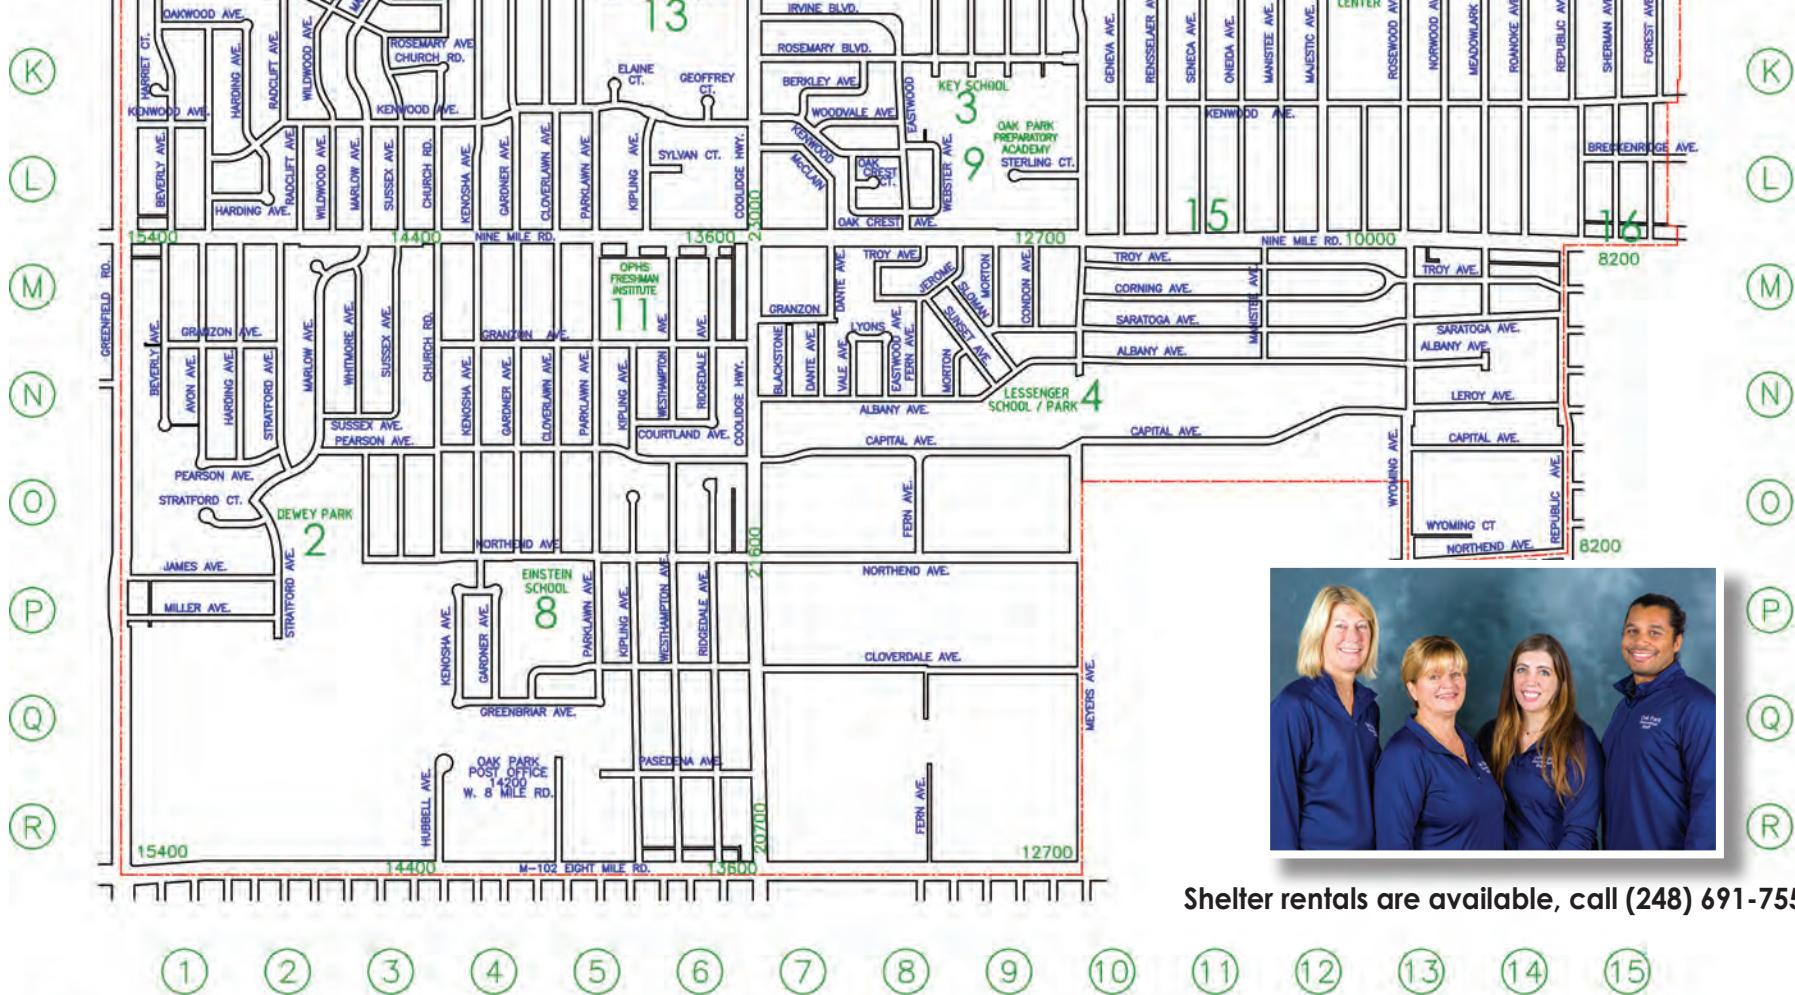 OAKWOOD AVE.
13
IRVINE BLVD.
CENTER
HARRIET CT.
HARDING AVE.
RADCLIFT AVE.
WILDWOOD AVE.
ROSEMARY AVE
CHURCH RD.
ROSEMARY BLVD.
GENEVA AVE.
RENSSELAER AV
SENECA AVE.
ONEIDA AVE.
MANISTEE AVE.
MAJESTIC AVE.
ROSEWOOD AV
NORWOOD AV
MEADOWLARK
ROANOKE AVE
REPUBLIC AV
SHERMAN AV
FOREST AVE
K
K
ELAINE
CT.
GEOFFREY
CT.
BERKLEY AVE.
EASTWOOD
KEY SCHOOL
3
KENWOOD AVE.
KENWOOD AVE.
WOODVALE AVE.
KENWOOD AVE.
OAK PARK
PREPARATORY
ACADEMY
9
STERLING CT.
KENWOOD
McCLAIN
OAK
CREST
CT.
WEBSTER AVE.
BRECKENRIDGE AVE.
L
L
BEVERLY AVE.
RADCLIFT AVE
WILDWOOD AVE.
MARLOW AVE.
SUSSEX AVE.
CHURCH RD.
KENOSHA AVE.
GARDNER AVE.
CLOVERLAWN AVE.
PARKLAWN AVE.
KIPLING AVE.
SYLVAN CT.
COOLIDGE HWY.
23000
HARDING AVE.
OAK CREST AVE.
15
16
15400
14400
NINE MILE RD.
13600
12700
NINE MILE RD.
10000
8200
M
M
GREENFIELD RD.
OPHS
FRESHMAN
INSTITUTE
11
TROY AVE.
DANTE AVE.
JEROME
SLOMAN
MORTON
CONDON AVE.
SUNSET AVE.
TROY AVE.
MANISTEE AVE.
TROY AVE.
CORNING AVE.
GRANZON
SARATOGA AVE.
SARATOGA AVE.
GRANZON AVE.
GRANZON AVE.
LYONS
ALBANY AVE.
ALBANY AVE.
N
N
BEVERLY AVE.
AVON AVE.
HARDING AVE.
STRATFORD AVE.
MARLOW AVE.
WHITMORE AVE.
SUSSEX AVE.
CHURCH RD.
KENOSHA AVE.
GARDNER AVE.
CLOVERLAWN AVE.
PARKLAWN AVE.
KIPLING AVE.
WESTHAMPTON
AVE.
RIDGEDALE
AVE.
COOLIDGE HWY.
BLACKSTONE
DANTE AVE.
VALE AVE.
EASTWOOD AVE.
FERN AVE.
MORTON
LESSENGER
SCHOOL / PARK
4
LEROY AVE.
ALBANY AVE.
SUSSEX AVE.
PEARSON AVE.
COURTLAND AVE.
CAPITAL AVE.
CAPITAL AVE.
CAPITAL AVE.
O
O
PEARSON AVE.
STRATFORD CT.
DEWEY PARK
2
FERN AVE.
WYOMING AVE.
REPUBLIC AVE.
WYOMING CT
NORTHEND AVE.
8200
NORTHEND AVE.
21600
NORTHEND AVE.
P
P
JAMES AVE.
MILLER AVE.
STRATFORD AVE.
EINSTEIN
SCHOOL
8
KENOSHA AVE.
GARDNER AVE.
PARKLAWN AVE.
KIPLING AVE.
WESTHAMPTON AVE.
RIDGEDALE AVE.
CLOVERDALE AVE.
MEYERS AVE.
Oak Park
Q
Q
GREENBRIAR AVE.
OAK PARK
POST OFFICE
14200
W. 8 MILE RD.
PASEDENA AVE.
HUBBELL AVE.
FERN AVE.
20700
R
R
15400
14400
M-102 EIGHT MILE RD.
13600
12700
Shelter rentals are available, call (248) 691-755
1 2 3 4 5 6 7 8 9 10 11 12 13 14 15